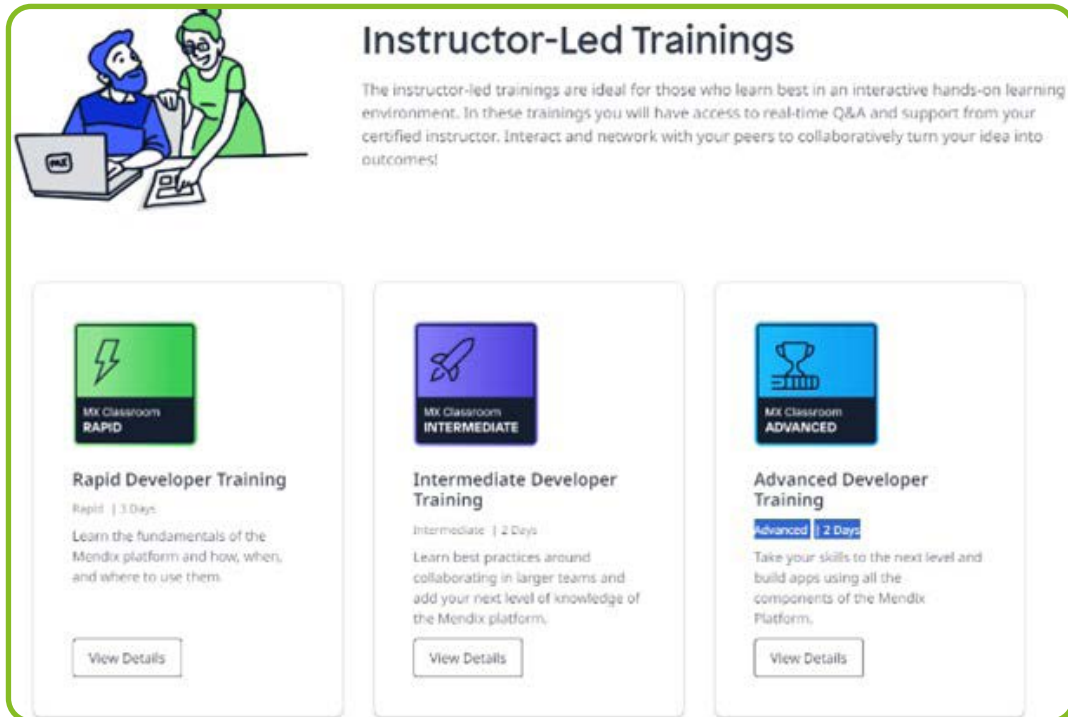 Instructor-Led Trainings
The instructor-led trainings are ideal for those who learn best in an interactive hands-on learning
environment. In these trainings you will have access to real-time Q&A and support from your
certified instructor. Interact and network with your peers to collaboratively turn your idea into
outcomes!
mx
MX Classroom
RAPID
Rapid Developer Training
Rapid | 3 Days
Learn the fundamentals of the
Mendix platform and how, when,
and where to use them.
View Details
MX Classroom
INTERMEDIATE
Intermediate Developer
Training
Intermediate | 2 Days
Learn best practices around
collaborating in larger teams and
add your next level of knowledge of
the Mendix platform.
View Details
MX Classroom
ADVANCED
Advanced Developer
Training
Advanced | 2 Days
Take your skills to the next level and
build apps using all the
components of the Mendix
Platform.
View Details